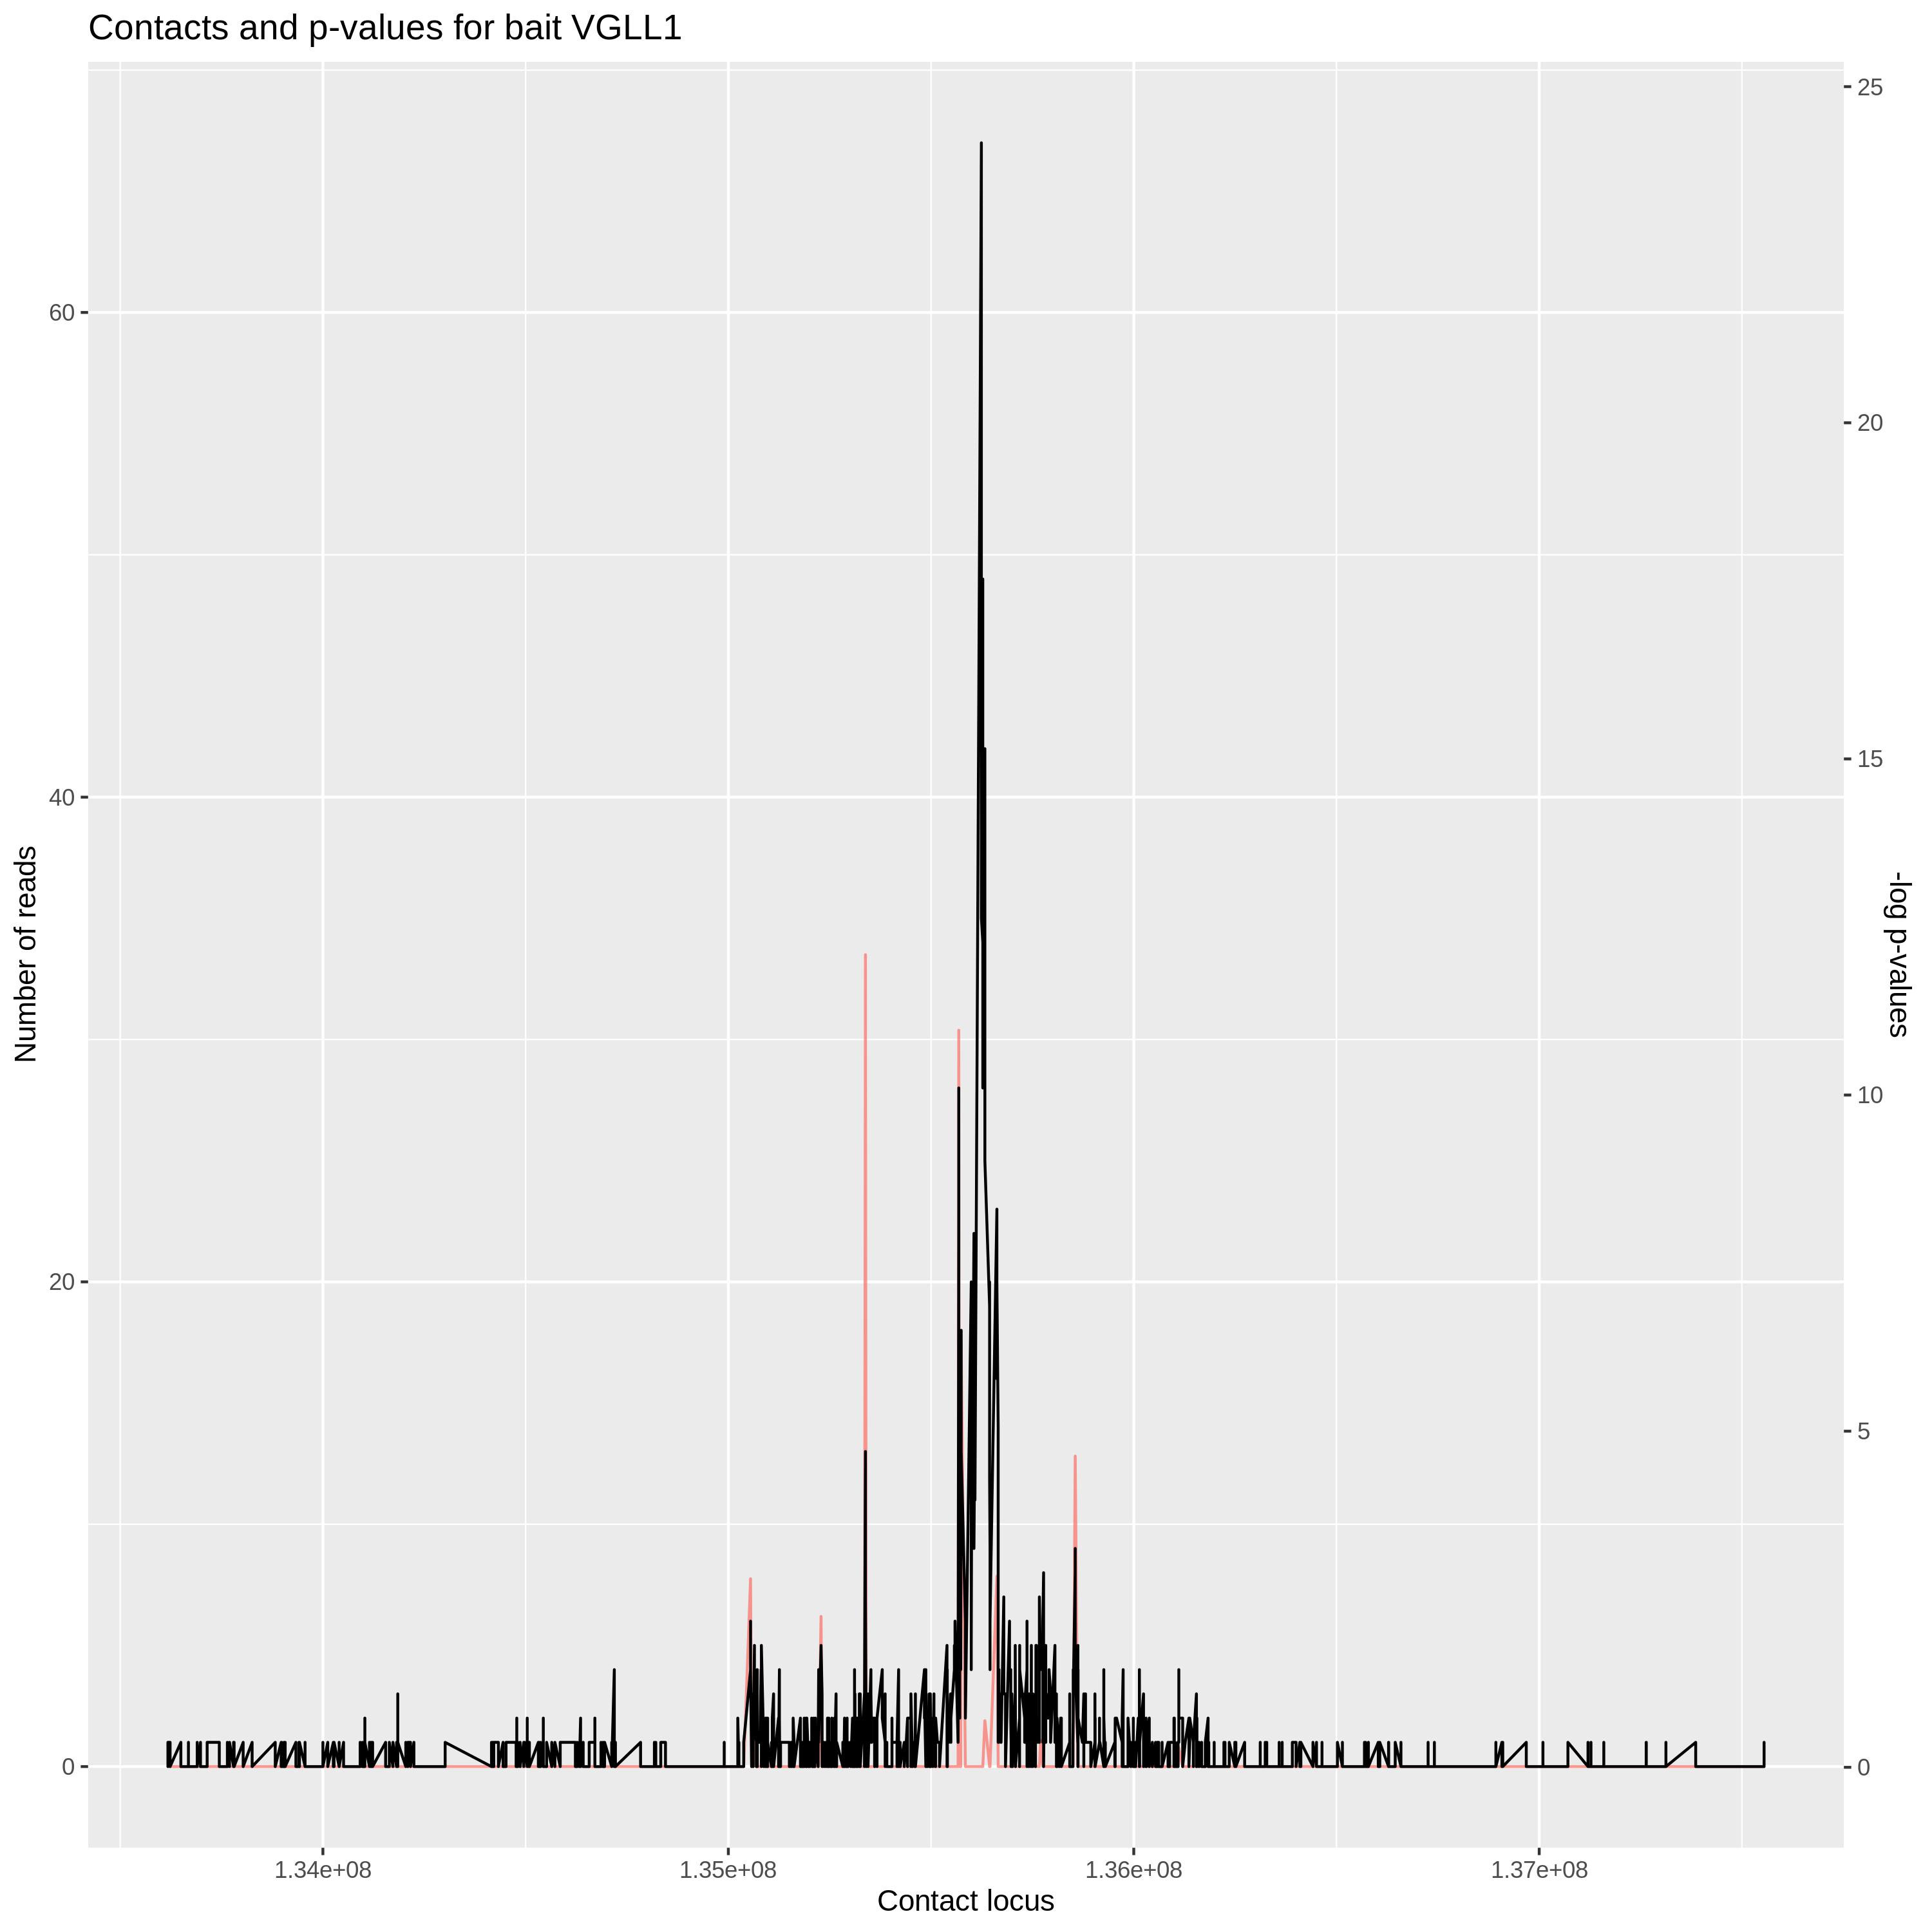 Contacts and p-values for bait VGLL1
Number of reads
60
40
20
0
25
20
15
10
5
0
-log p-values
1.34e+08 1.35e+08 1.36e+08 1.37e+08
Contact locus